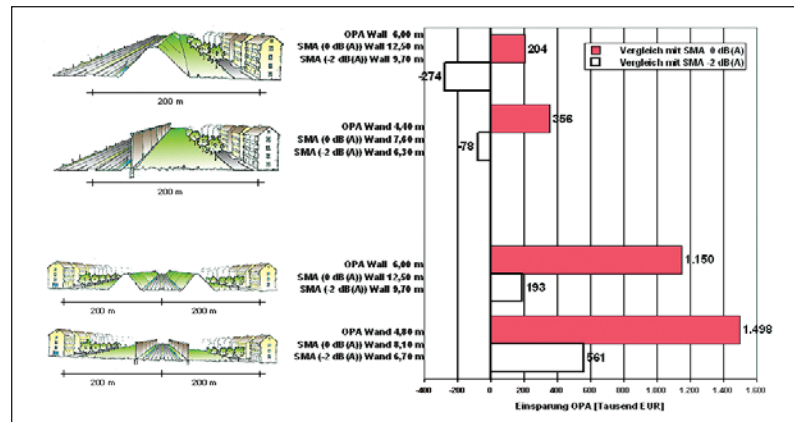 OPA Wall 6,00 m
SMA (0 dB(A)) Wall 12,50 m
SMA (-2 dB(A)) Wall 9,70 m
200 m
204
-274
Vergleich mit SMA 0 dB(A)
Vergleich mit SMA -2 dB(A)
OPA Wand 4,40 m
SMA (0 dB(A)) Wand 7,60 m
SMA (-2 dB(A)) Wand 6,30 m
200 m
356
-78
OPA Wall 6,00 m
SMA (0 dB(A)) Wall 12,50 m
SMA (-2 dB(A)) Wall 9,70 m
200 m 200 m
1.150
193
OPA Wand 4,80 m
SMA (0 dB(A)) Wand 8,10 m
SMA (-2 dB(A)) Wand 6,70 m
200 m 200 m
1.498
561
-400 -200 0 200 400 600 800 1.000 1.200 1.400 1.600
Einsparung OPA [Tausend EUR]